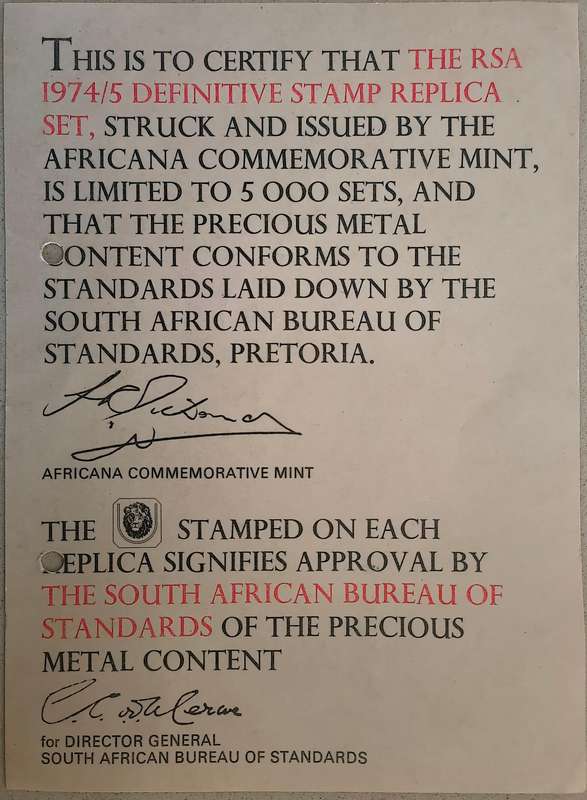 THIS IS TO CERTIFY THAT THE RSA
1974/5 DEFINITIVE STAMP REPLICA
SET, STRUCK AND ISSUED BY THE
AFRICANA COMMEMORATIVE MINT,
IS LIMITED TO 5 000 SETS, AND
THAT THE PRECIOUS METAL
ONTENT CONFORMS TO THE
STANDARDS LAID DOWN BY THE
SOUTH AFRICAN BUREAU OF
STANDARDS, PRETORIA.
AFRICANA COMMEMORATIVE MINT
THE STAMPED ON EACH
EPLICA SIGNIFIES APPROVAL BY
THE SOUTH AFRICAN BUREAU OF
STANDARDS OF THE PRECIOUS
METAL CONTENT
for DIRECTOR GENERAL
SOUTH AFRICAN BUREAU OF STANDARDS